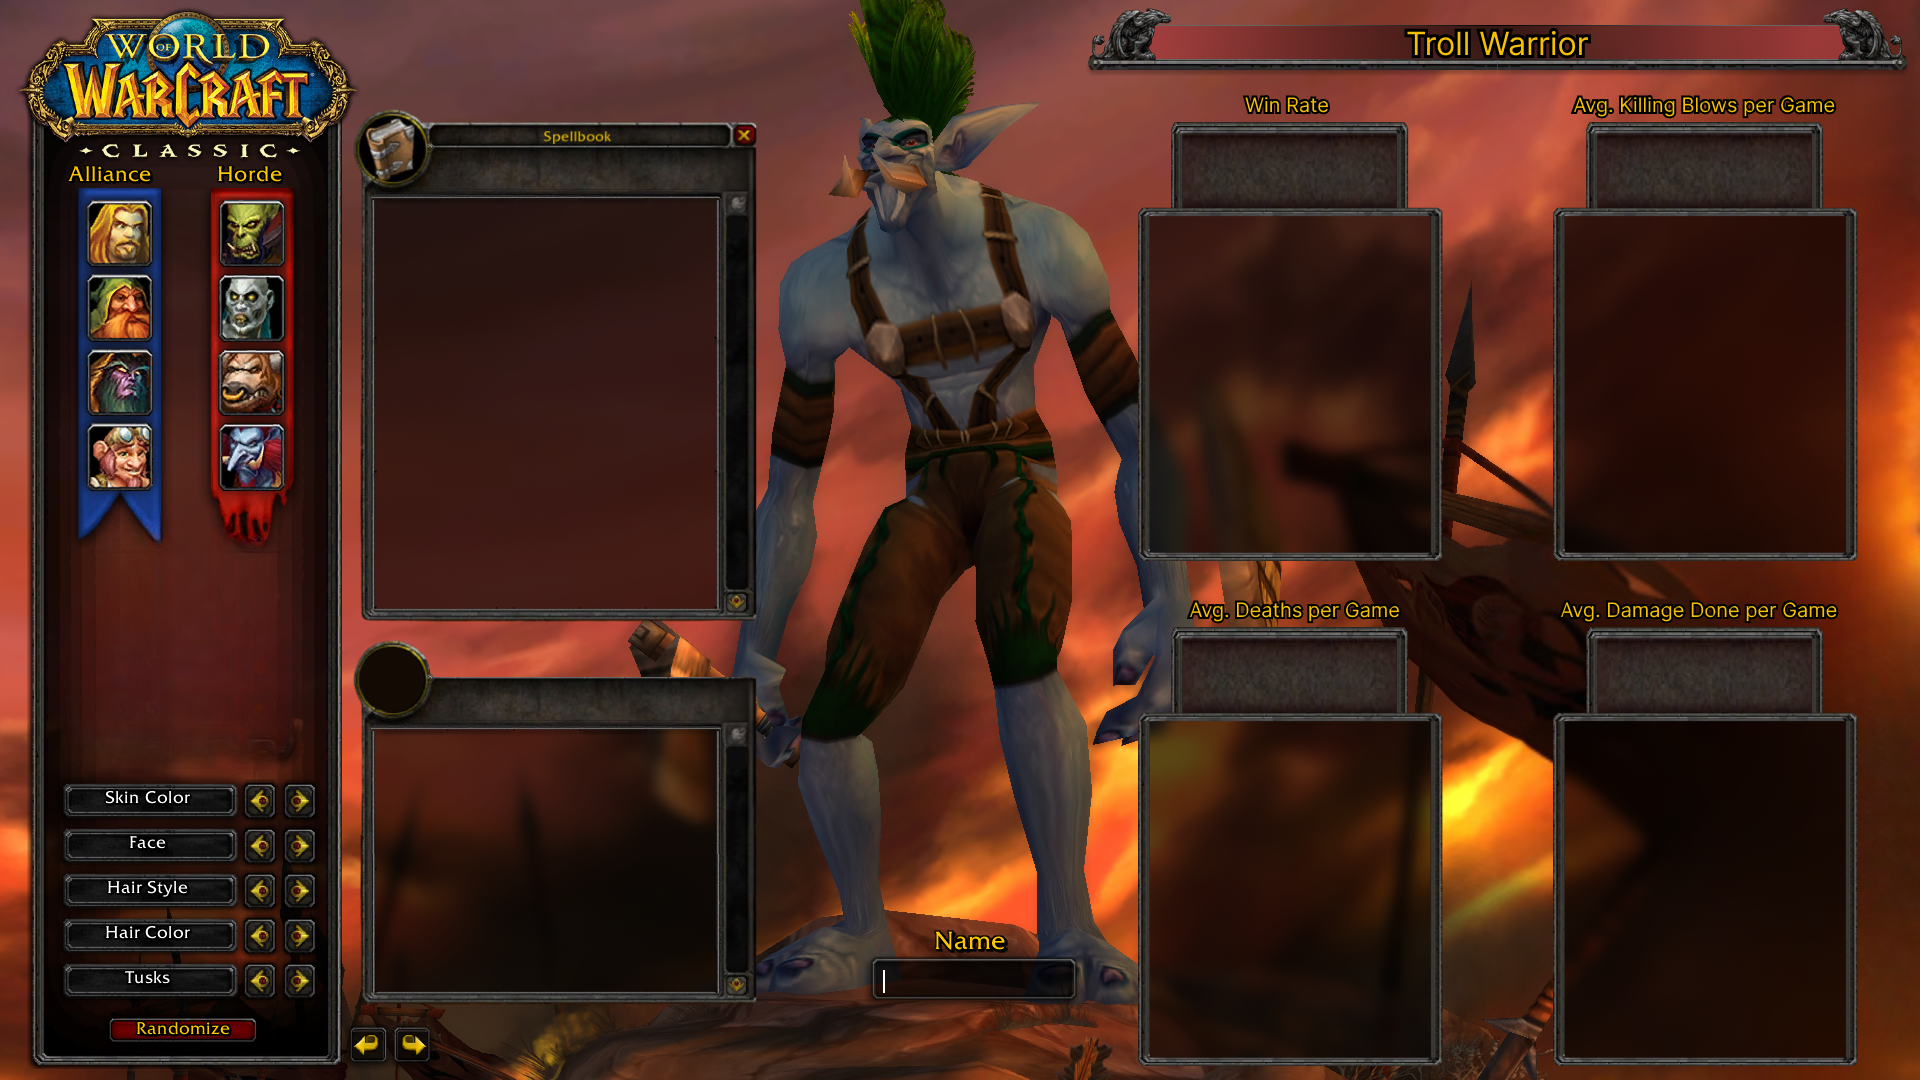 WORLD OF
WARCRAFT
CLASSIC
Alliance
Horde
Skin Color
Face
Hair Style
Hair Color
Tusks
Randomize
Spellbook
Name
Troll Warrior
Win Rate
Avg. Killing Blows per Game
Avg. Deaths per Game
Avg. Damage Done per Game